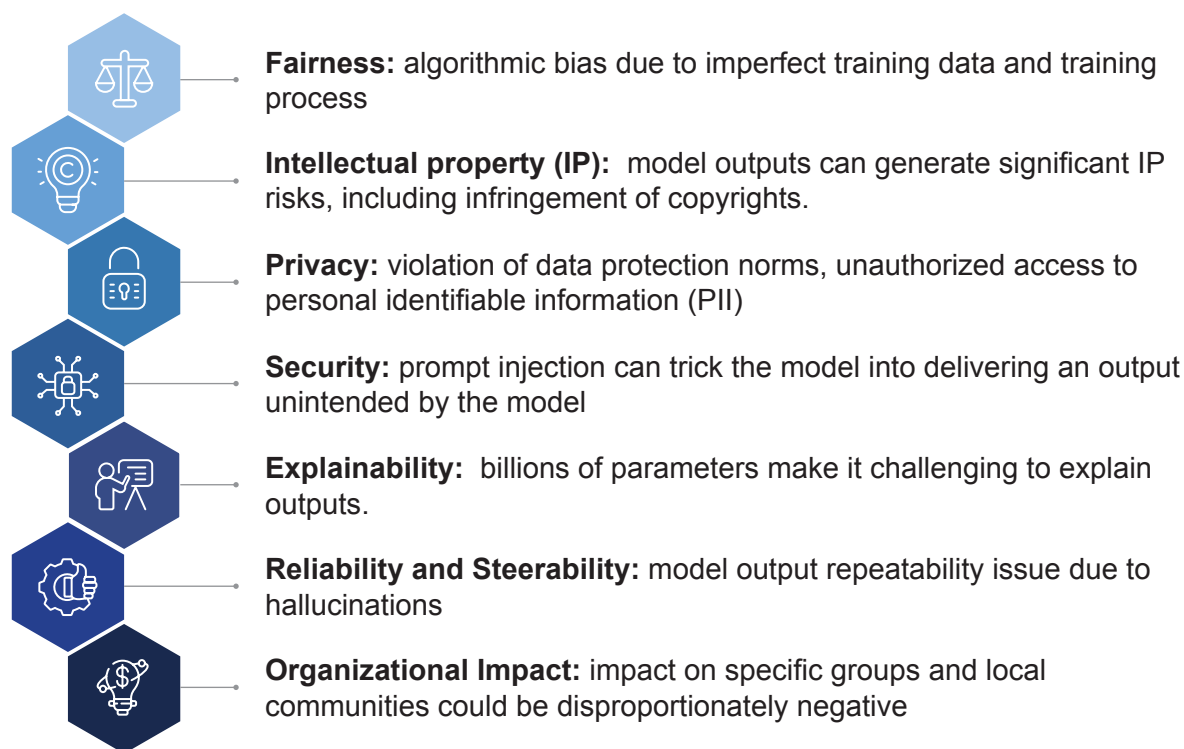 Fairness: algorithmic bias due to imperfect training data and training
process
©
Intellectual property (IP):  model outputs can generate significant IP
risks, including infringement of copyrights.
Privacy: violation of data protection norms, unauthorized access to
personal identifiable information (PII)
Security: prompt injection can trick the model into delivering an output
unintended by the model
Explainability:  billions of parameters make it challenging to explain
outputs.
Reliability and Steerability: model output repeatability issue due to
hallucinations
$
Organizational Impact: impact on specific groups and local
communities could be disproportionately negative